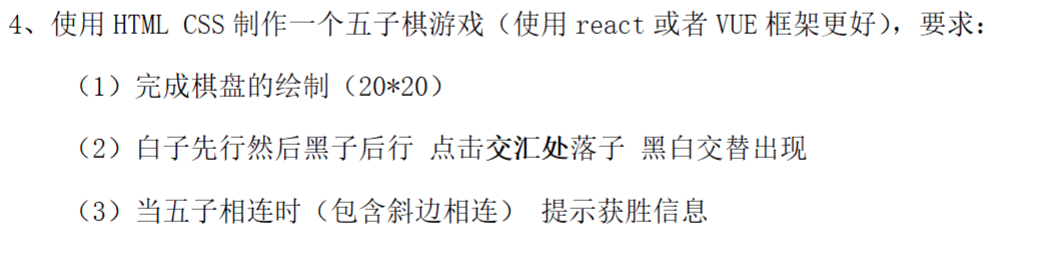 4、使用 HTML CSS 制作一个五子棋游戏（使用 react 或者 VUE 框架更好），要求：
（1）完成棋盘的绘制（20*20）
（2）白子先行然后黑子后行 点击交汇处落子 黑白交替出现
（3）当五子相连时（包含斜边相连） 提示获胜信息